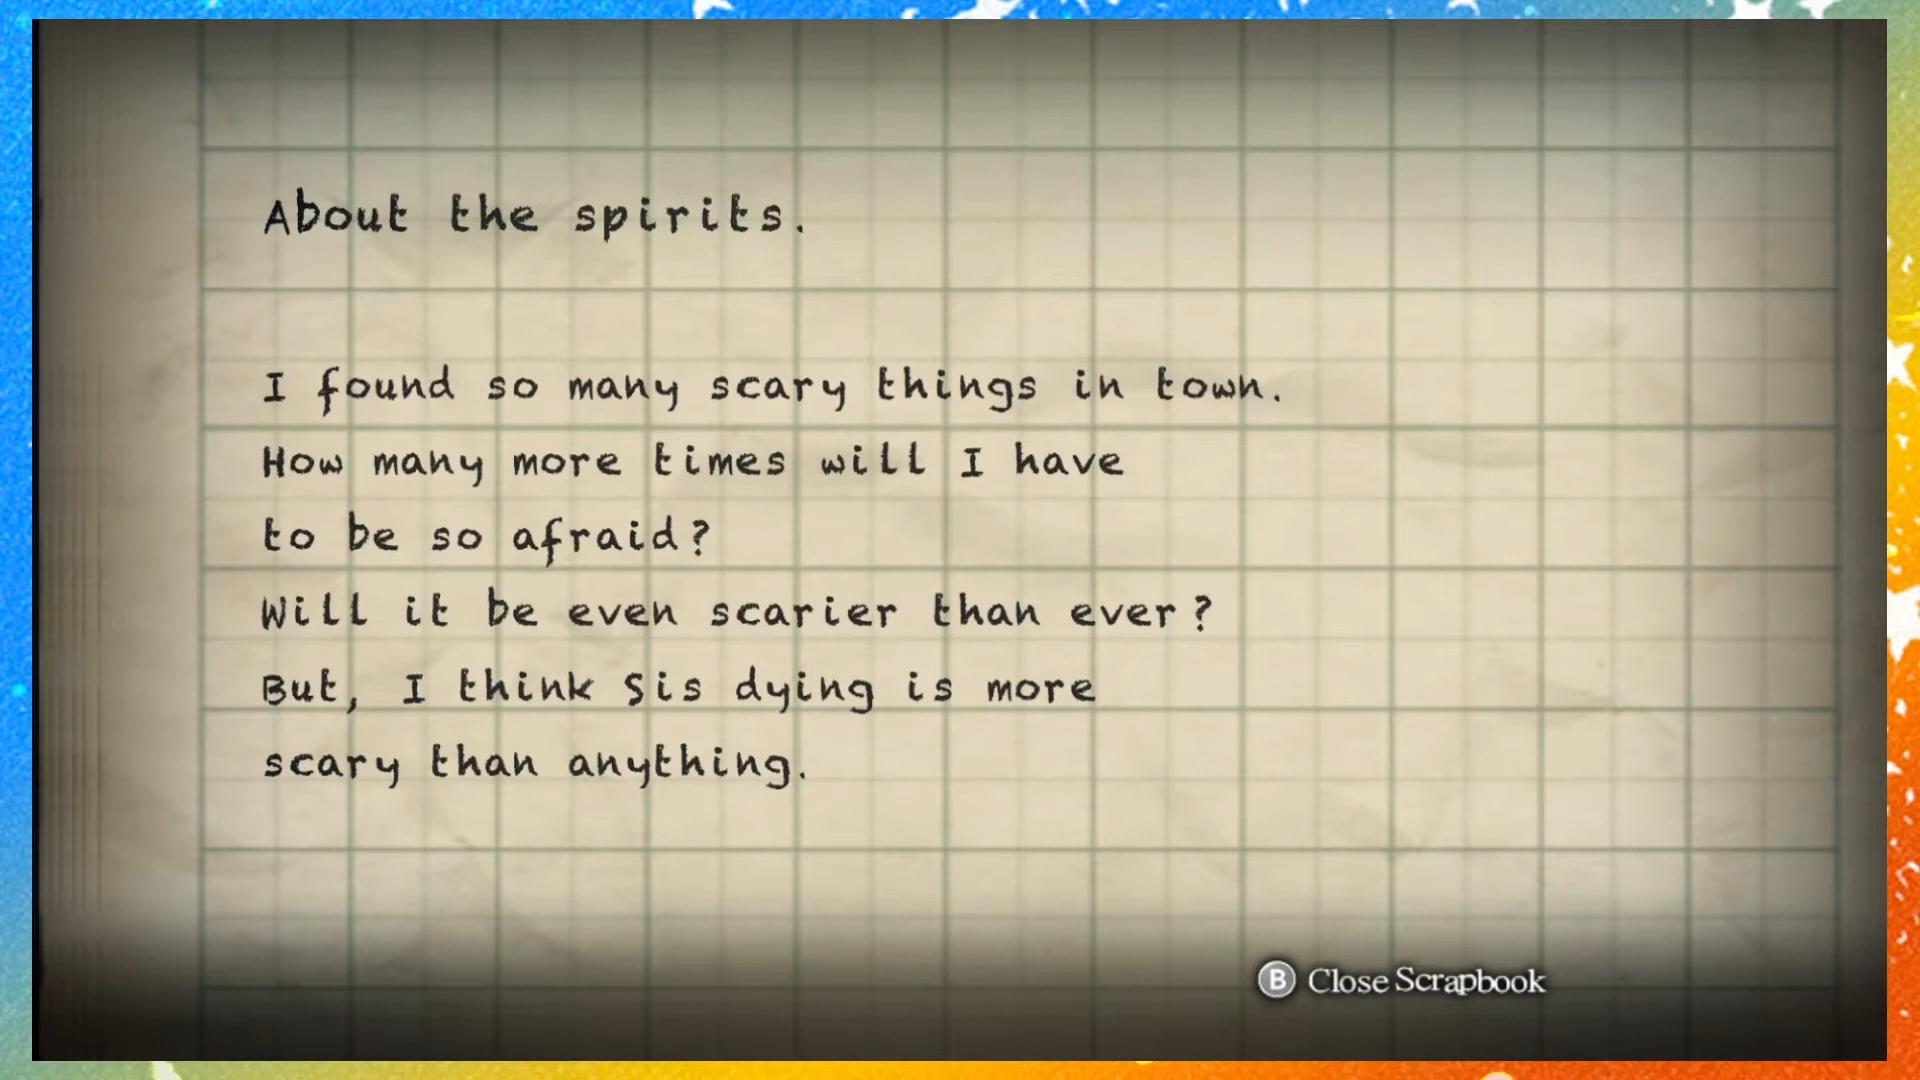 About the spirits.
I found so many scary things in town.
How many more times will I have
to be so afraid?
Will it be even scarier than ever?
But, I think Sis dying is more
scary than anything.
B Close Scrapbook